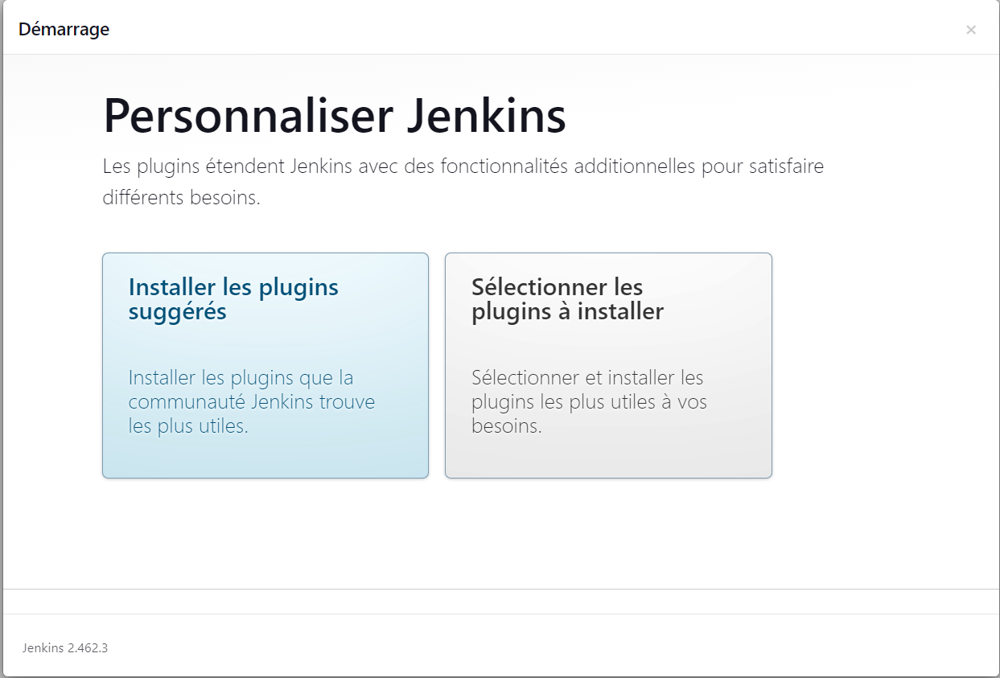 Démarrage
×
Personnaliser Jenkins
Les plugins étendent Jenkins avec des fonctionnalités additionnelles pour satisfaire
différents besoins.
Installer les plugins
suggérés
Installer les plugins que la
communauté Jenkins trouve
les plus utiles.
Sélectionner les
plugins à installer
Sélectionner et installer les
plugins les plus utiles à vos
besoins.
Jenkins 2.462.3